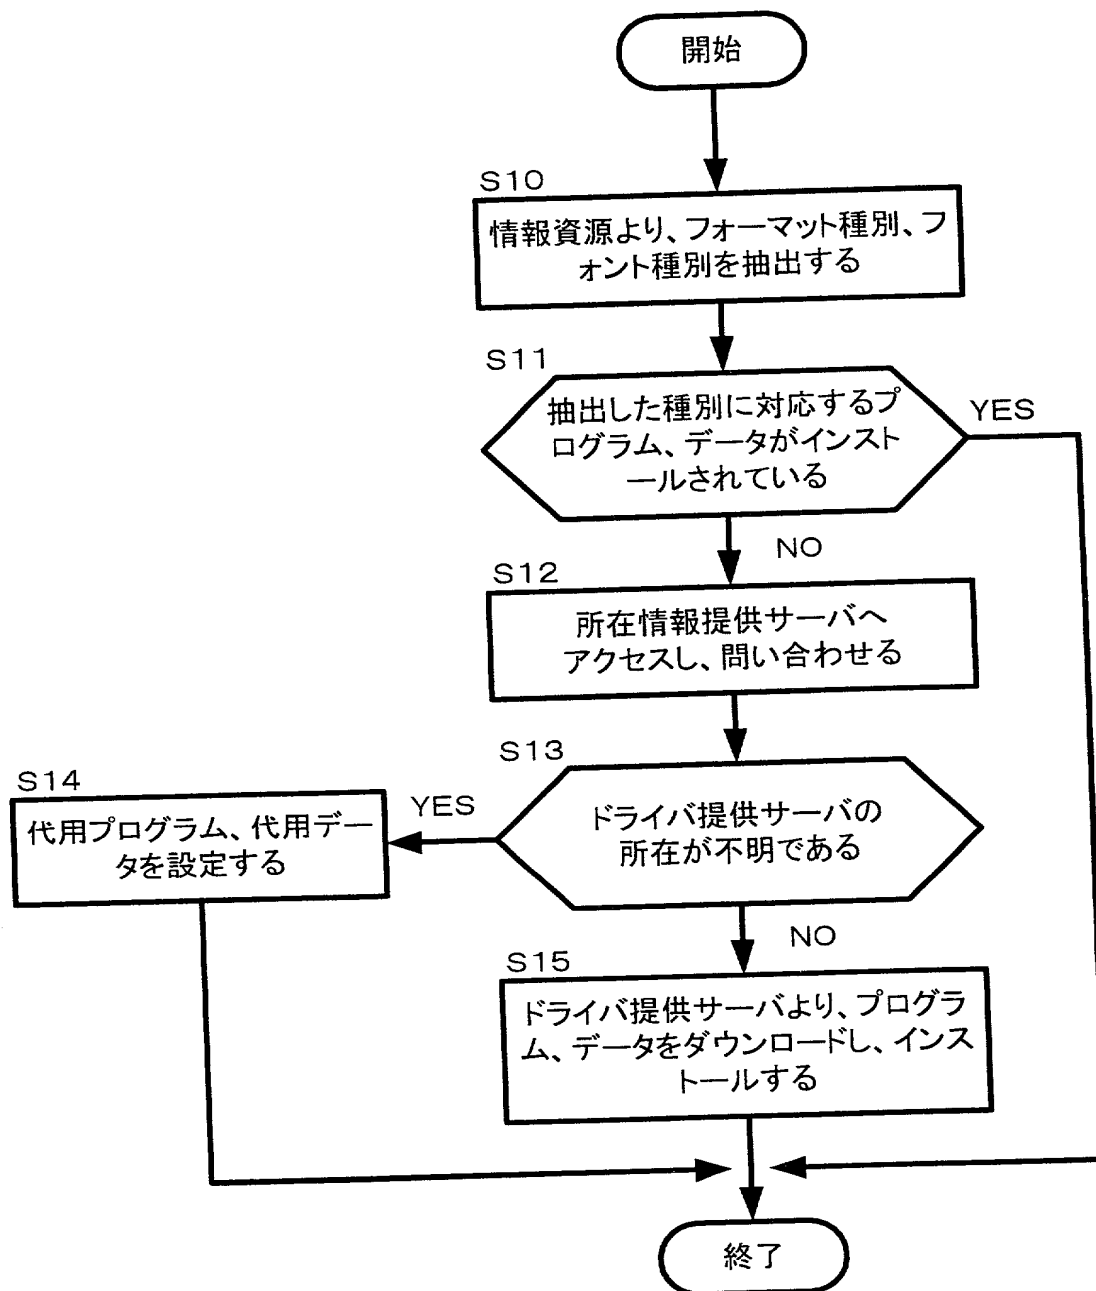 開始
S10
情報資源より、フォーマット種別、フ
ォント種別を抽出する
S11
抽出した種別に対応するプ
ログラム、データがインスト
ールされている
YES
NO
S12
所在情報提供サーバへ
アクセスし、問い合わせる
S13
ドライバ提供サーバの
所在が不明である
YES
S14
代用プログラム、代用デー
タを設定する
NO
S15
ドライバ提供サーバより、プログラ
ム、データをダウンロードし、インス
トールする
終了